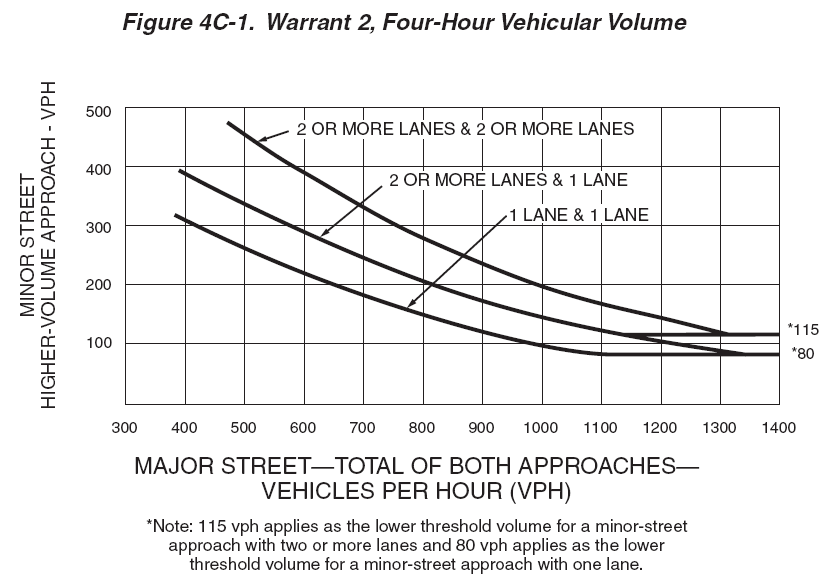 Figure 4C-1. Warrant 2, Four-Hour Vehicular Volume
MINOR STREET
HIGHER-VOLUME APPROACH - VPH
500
400
300
200
100
2 OR MORE LANES & 2 OR MORE LANES
2 OR MORE LANES & 1 LANE
1 LANE & 1 LANE
*115
*80
300 400 500 600 700 800 900 1000 1100 1200 1300 1400
MAJOR STREET—TOTAL OF BOTH APPROACHES—
VEHICLES PER HOUR (VPH)
*Note: 115 vph applies as the lower threshold volume for a minor-street
approach with two or more lanes and 80 vph applies as the lower
threshold volume for a minor-street approach with one lane.